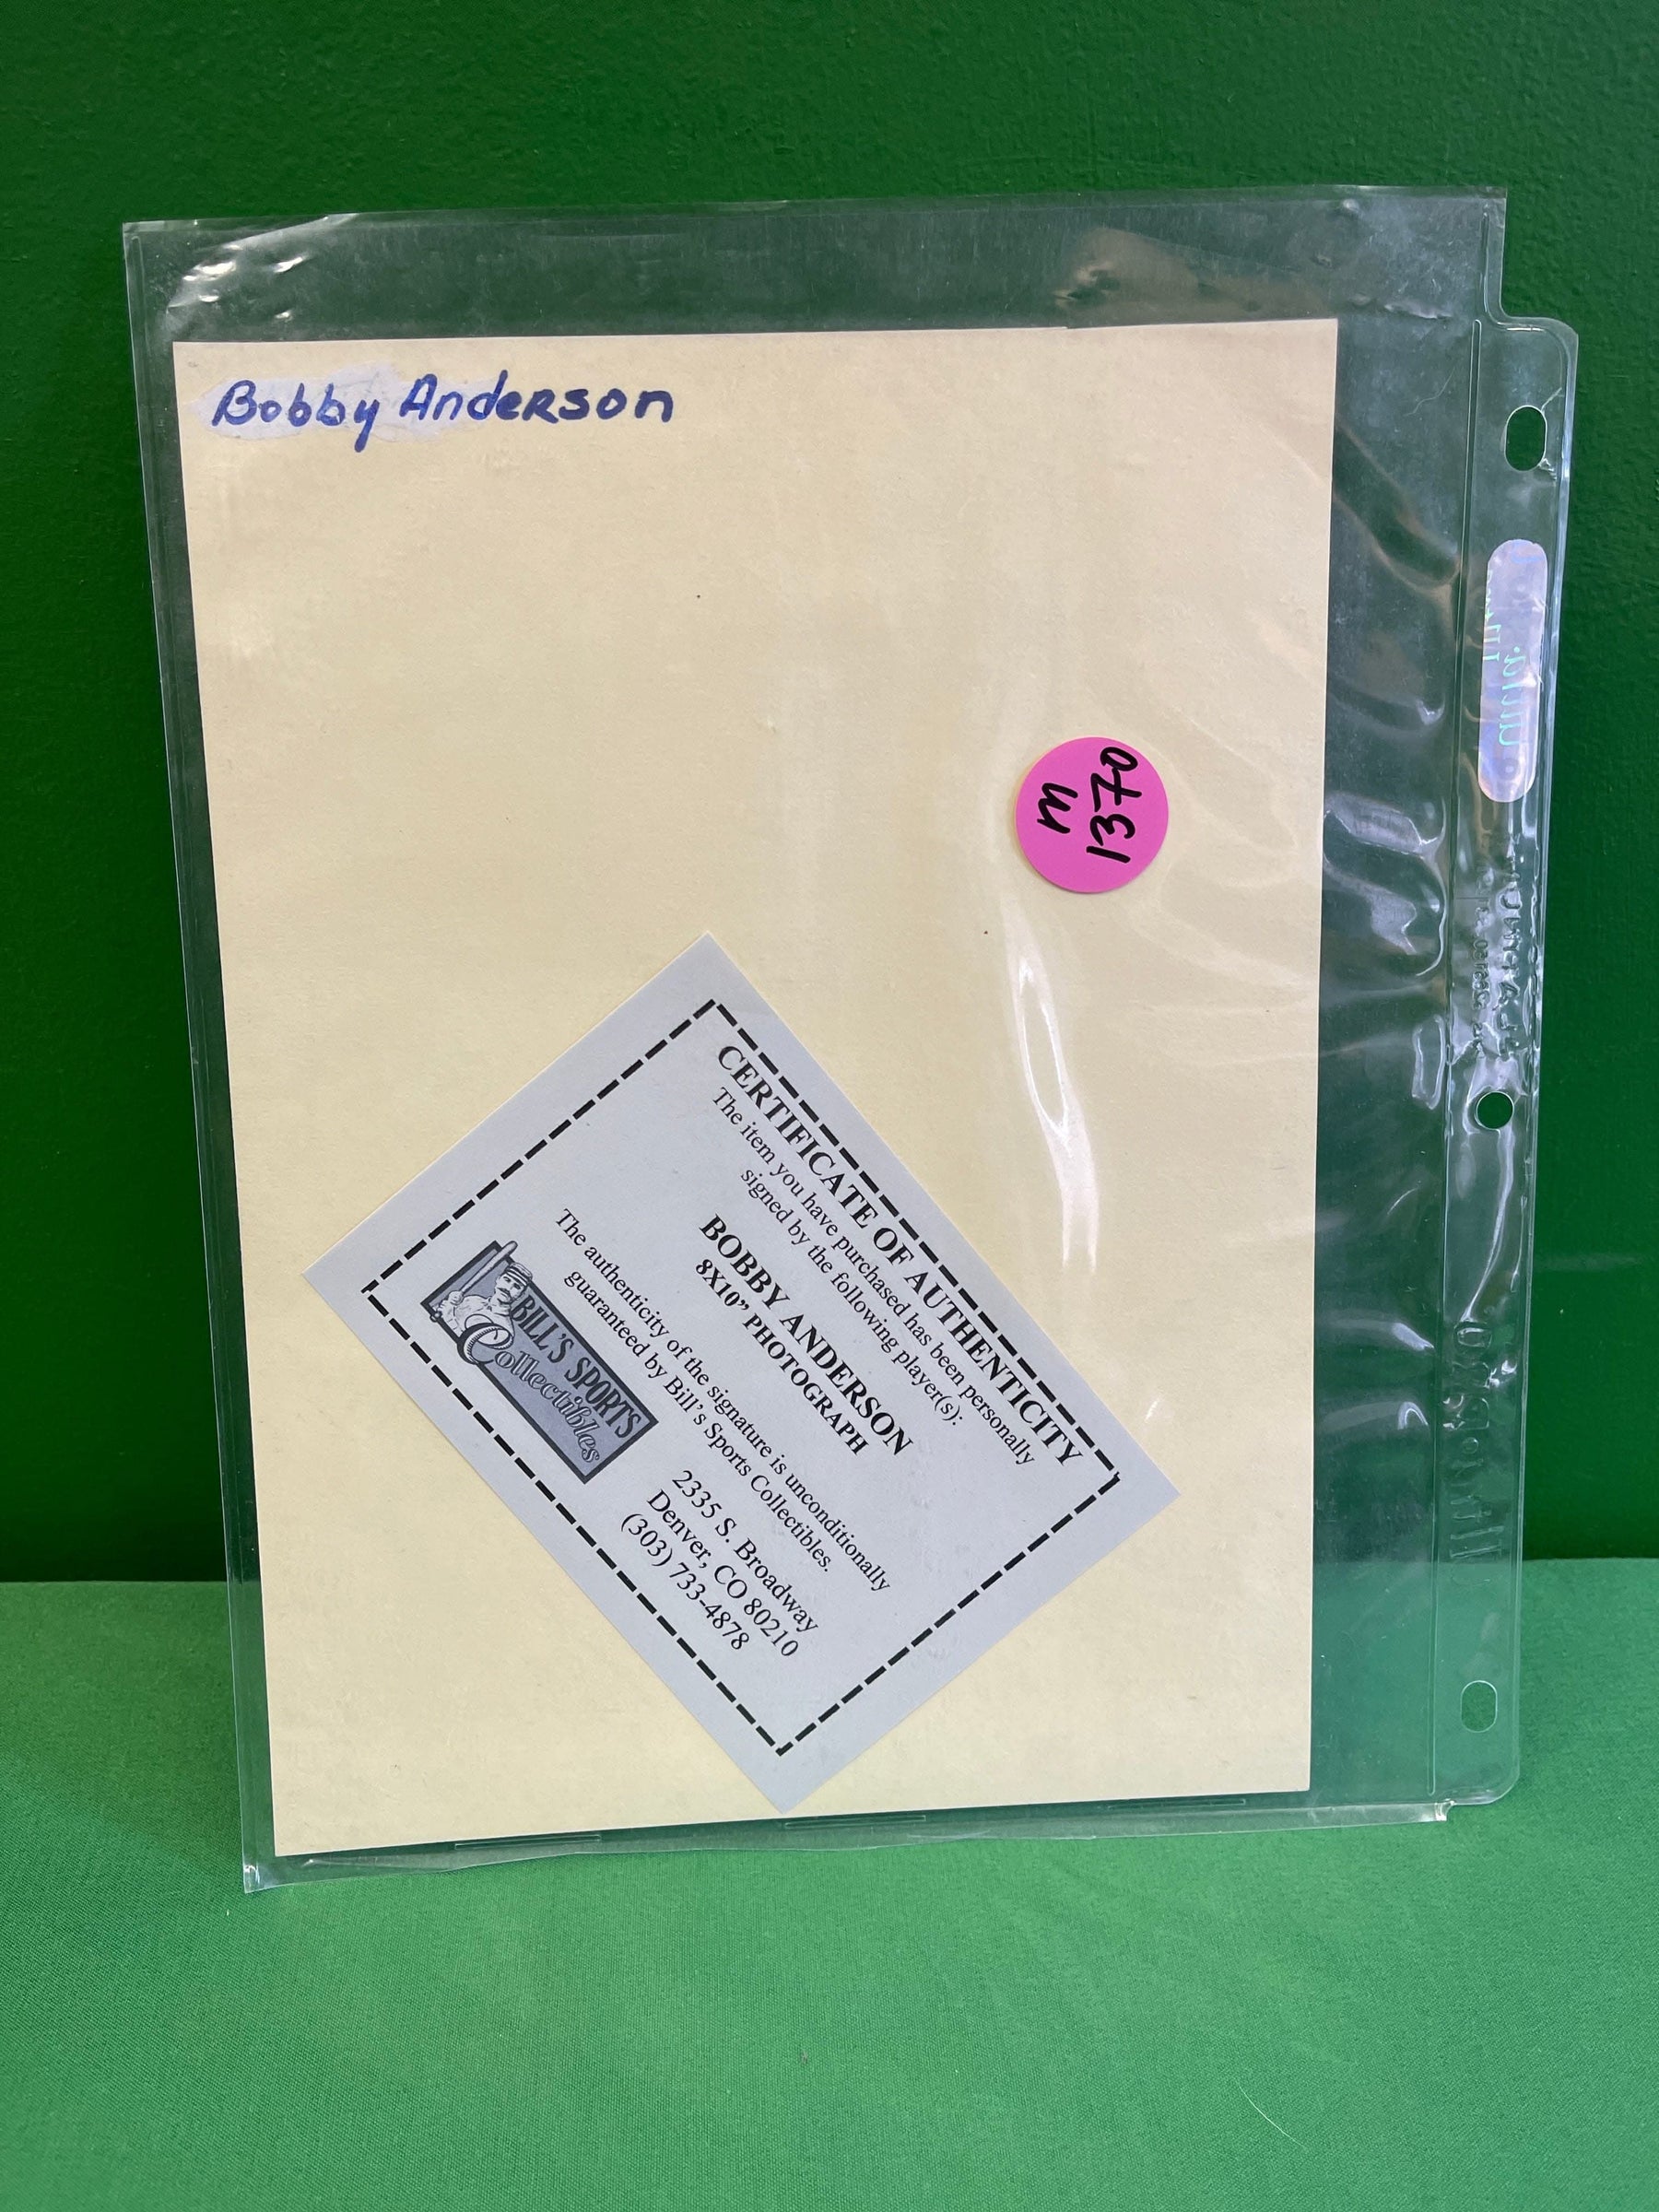 Bobby Anderson
1370
M
CERTIFICATE OF AUTHENTICITY
The item you have purchased has been personally
signed by the following player(s):
BOBBY ANDERSON
8X10” PHOTOGRAPH
The authenticity of the signature is unconditionally
guaranteed by Bill’s Sports Collectibles.
BILL'S SPORTS
Collectibles
2335 S. Broadway
Denver, CO 80210
(303) 733-4878